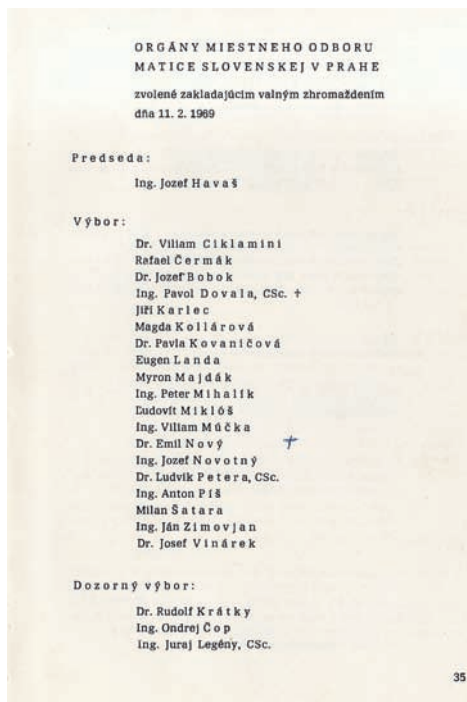 ORGÁNY MIESTNEHO ODBORU
MATICE SLOVENSKEJ V PRAHE
zvolené zakladajúcim valným zhromaždením
dňa 11. 2. 1969
Predseda:
Ing. Jozef Havaš
Výbor:
Dr. Viliam Ciklamini
Rafael Čermák
Dr. Jozef Bobok
Ing. Pavol Dovala, CSc. †
Jiří Karlec
Magda Kollárová
Dr. Pavla Kovaničová
Eugen Landa
Myron Majdák
Ing. Peter Mihalík
Ľudovít Miklóš
Ing. Viliam Múčka
Dr. Emil Nový †
Ing. Jozef Novotný
Dr. Ludvik Petera, CSc.
Ing. Anton Píš
Milan Šatara
Ing. Ján Zimovjan
Dr. Josef Vinárek
Dozorný výbor:
Dr. Rudolf Krátky
Ing. Ondrej Čop
Ing. Juraj Legény, CSc.
35